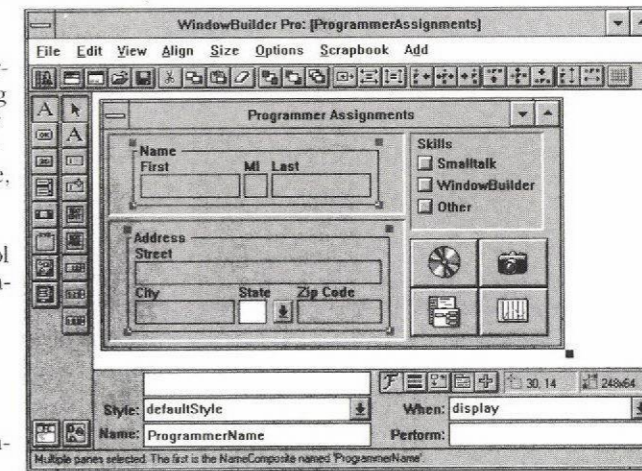 WindowBuilder Pro: [ProgrammerAssignments]
File Edit View Align Size Options Scrapbook Add
Programmer Assignments
Name
First MI Last
Skills
Smalltalk
WindowBuilder
Other
Address
Street
City State Zip Code
30, 14 248x64
Style: defaultStyle When: display
Name: ProgrammerName Perform:
Multiple panes selected. The first is the NameComposite named 'ProgrammerName'.